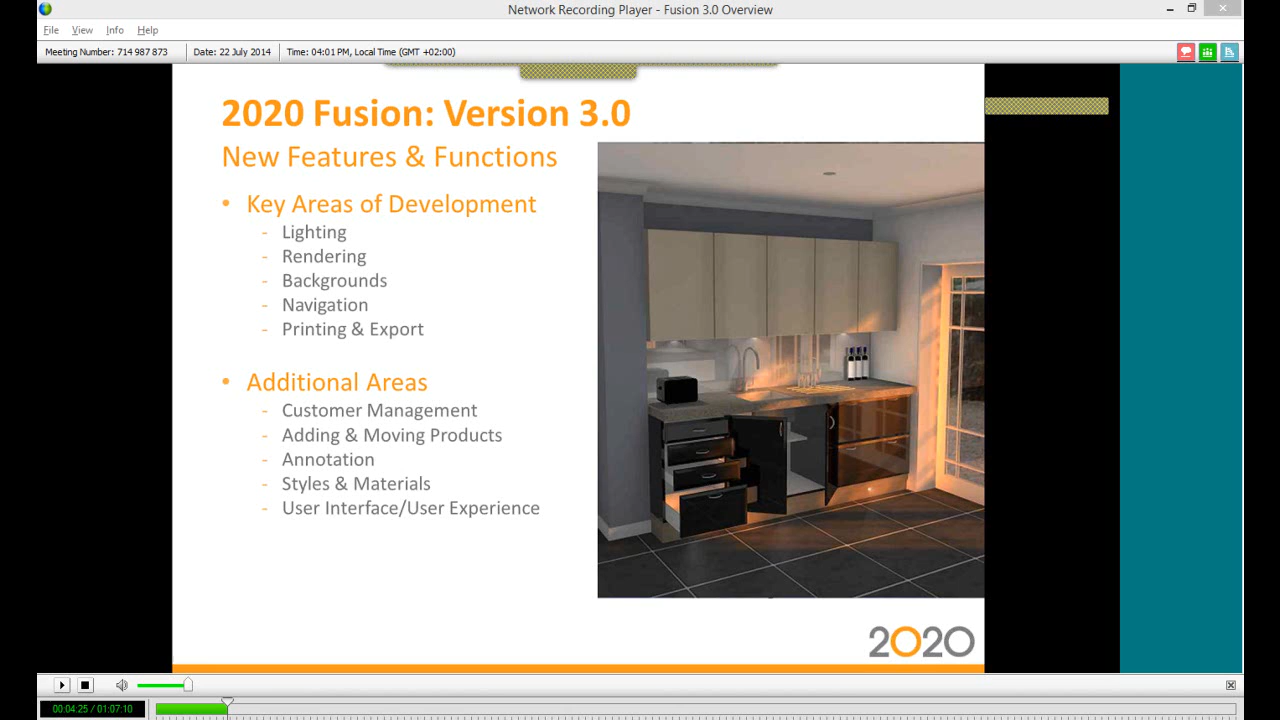 Network Recording Player - Fusion 3.0 Overview
File View Info Help
Meeting Number: 714 987 873 Date: 22 July 2014 Time: 04:01 PM, Local Time (GMT +02:00)
2020 Fusion: Version 3.0
New Features & Functions
• Key Areas of Development
- Lighting
- Rendering
- Backgrounds
- Navigation
- Printing & Export
• Additional Areas
- Customer Management
- Adding & Moving Products
- Annotation
- Styles & Materials
- User Interface/User Experience
2020
00:04:25 / 01:07:10